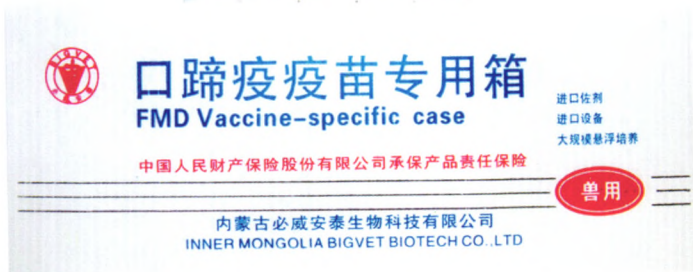 BIGVET
口蹄疫疫苗专用箱
FMD Vaccine-specific case
进口佐剂
进口设备
大规模悬浮培养
中国人民财产保险股份有限公司承保产品责任保险
兽用
内蒙古必威安泰生物科技有限公司
INNER MONGOLIA BIGVET BIOTECH CO.,LTD